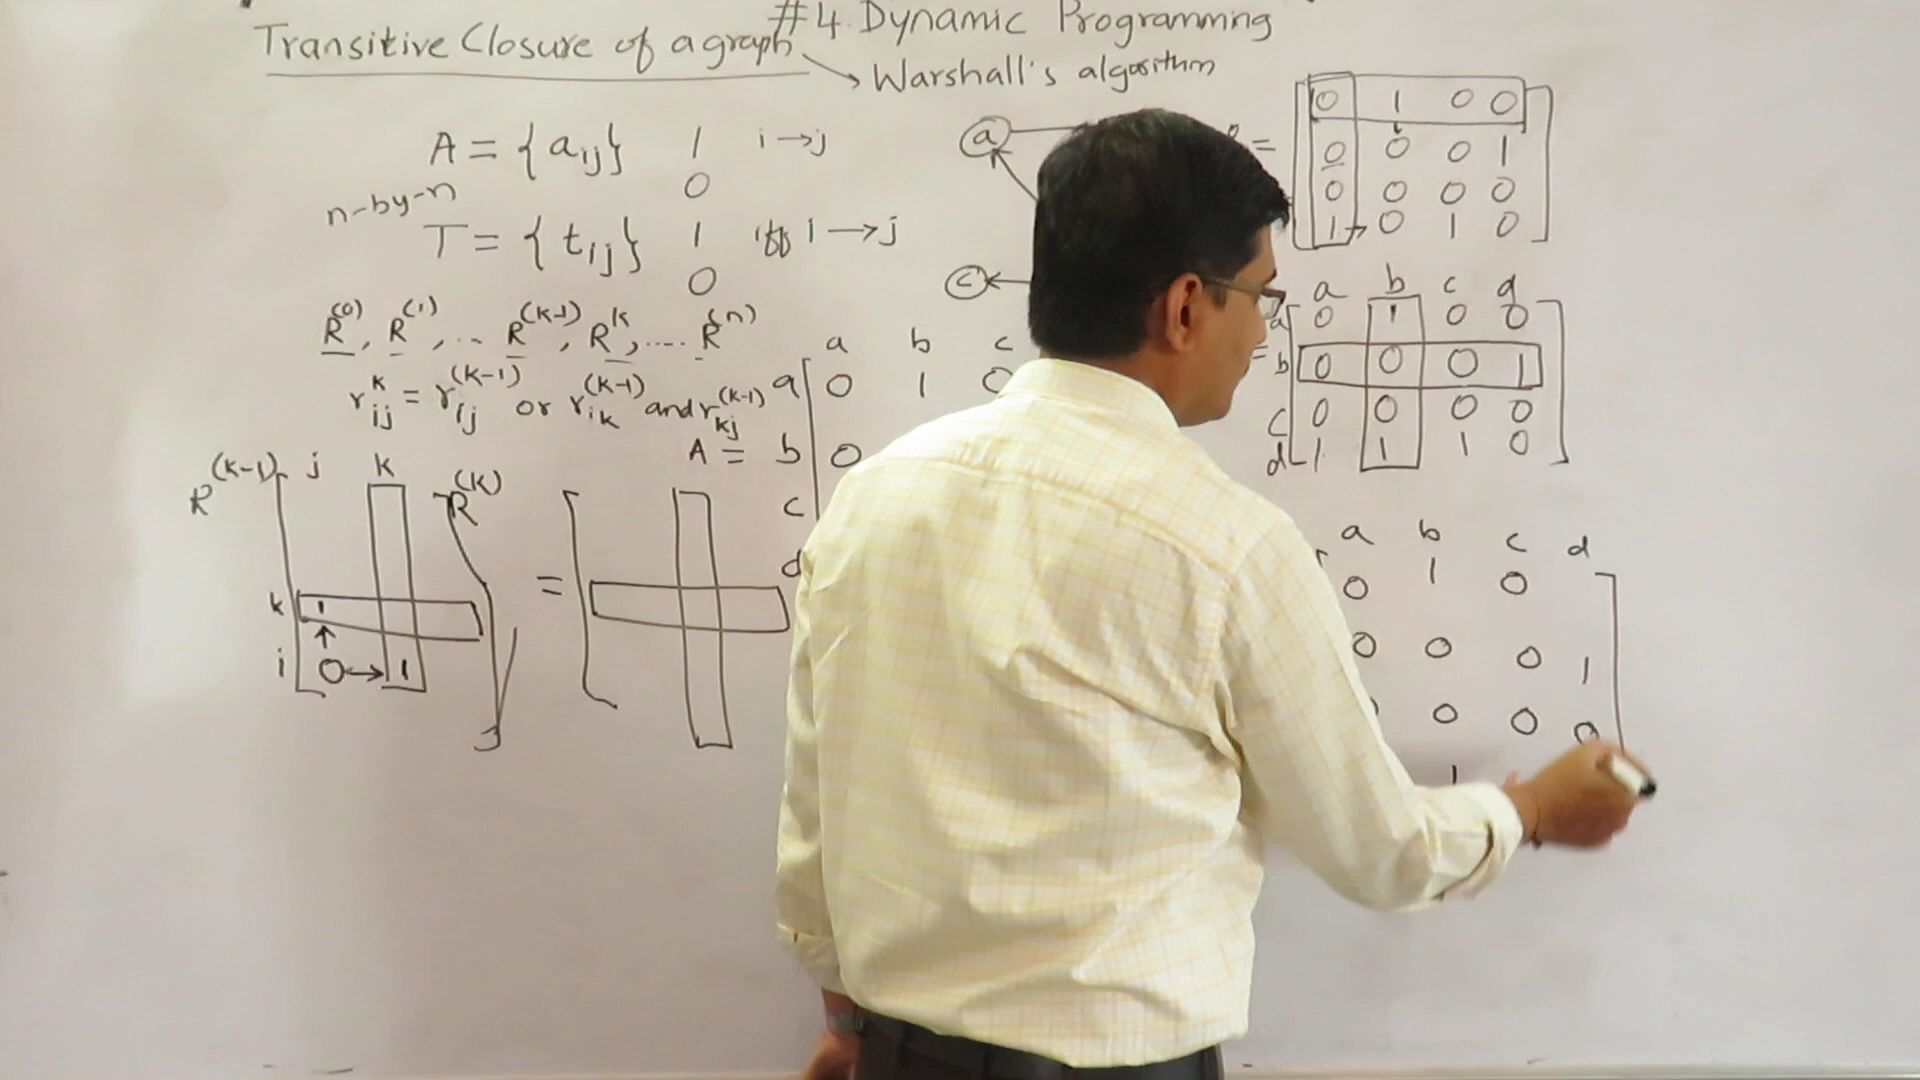 #4. Dynamic Programming
Transitive Closure of a graph
Warshall's algorithm
A = {aij} 1 i → j
0
n-by-n
T = {tij} 1 iff i → j
0
R(0), R(1), ... R(k-1), Rk, .... R(n)
rkij = r(k-1)ij or r(k-1)ik and r(k-1)kj
R(k-1) j k R(k)
k 1
i 0 → 1
=
a b c
a 0 1 0
A = b 0
c
d
a
c
= 0 1 0 0
0 0 0 1
0 0 0 0
1 → 0 1 0
a b c d
a 0 1 0 0
= b 0 0 0 1
c 0 0 0 0
d 1 1 1 0
a b c d
0 1 0
0 0 0 1
0 0 0
1